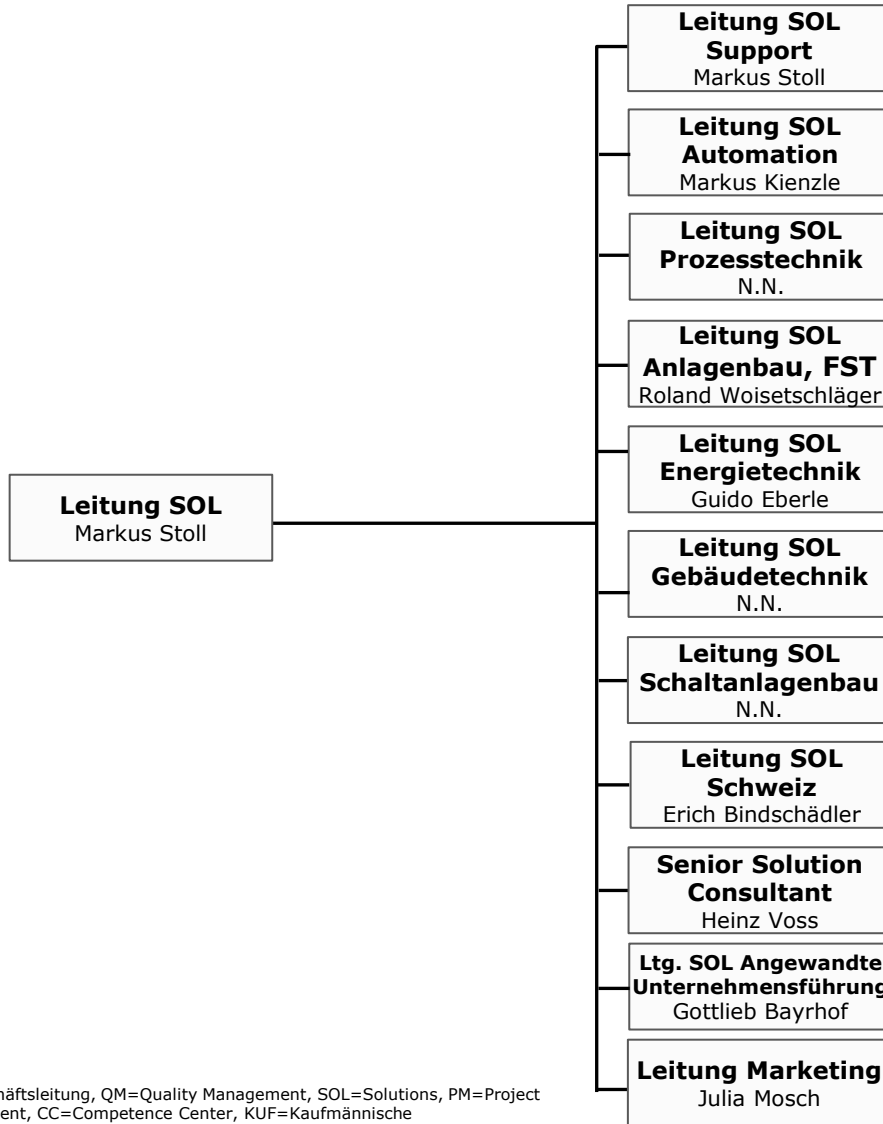 Leitung SOL
Support
Markus Stoll
Leitung SOL
Automation
Markus Kienzle
Leitung SOL
Prozesstechnik
N.N.
Leitung SOL
Anlagenbau, FST
Roland Woisetschläger
Leitung SOL
Energietechnik
Guido Eberle
Leitung SOL
Markus Stoll
Leitung SOL
Gebäudetechnik
N.N.
Leitung SOL
Schaltanlagenbau
N.N.
Leitung SOL
Schweiz
Erich Bindschädler
Senior Solution
Consultant
Heinz Voss
Ltg. SOL Angewandte
Unternehmensführung
Gottlieb Bayrhof
Leitung Marketing
Julia Mosch
häftsleitung, QM=Quality Management, SOL=Solutions, PM=Project
ent, CC=Competence Center, KUF=Kaufmännische